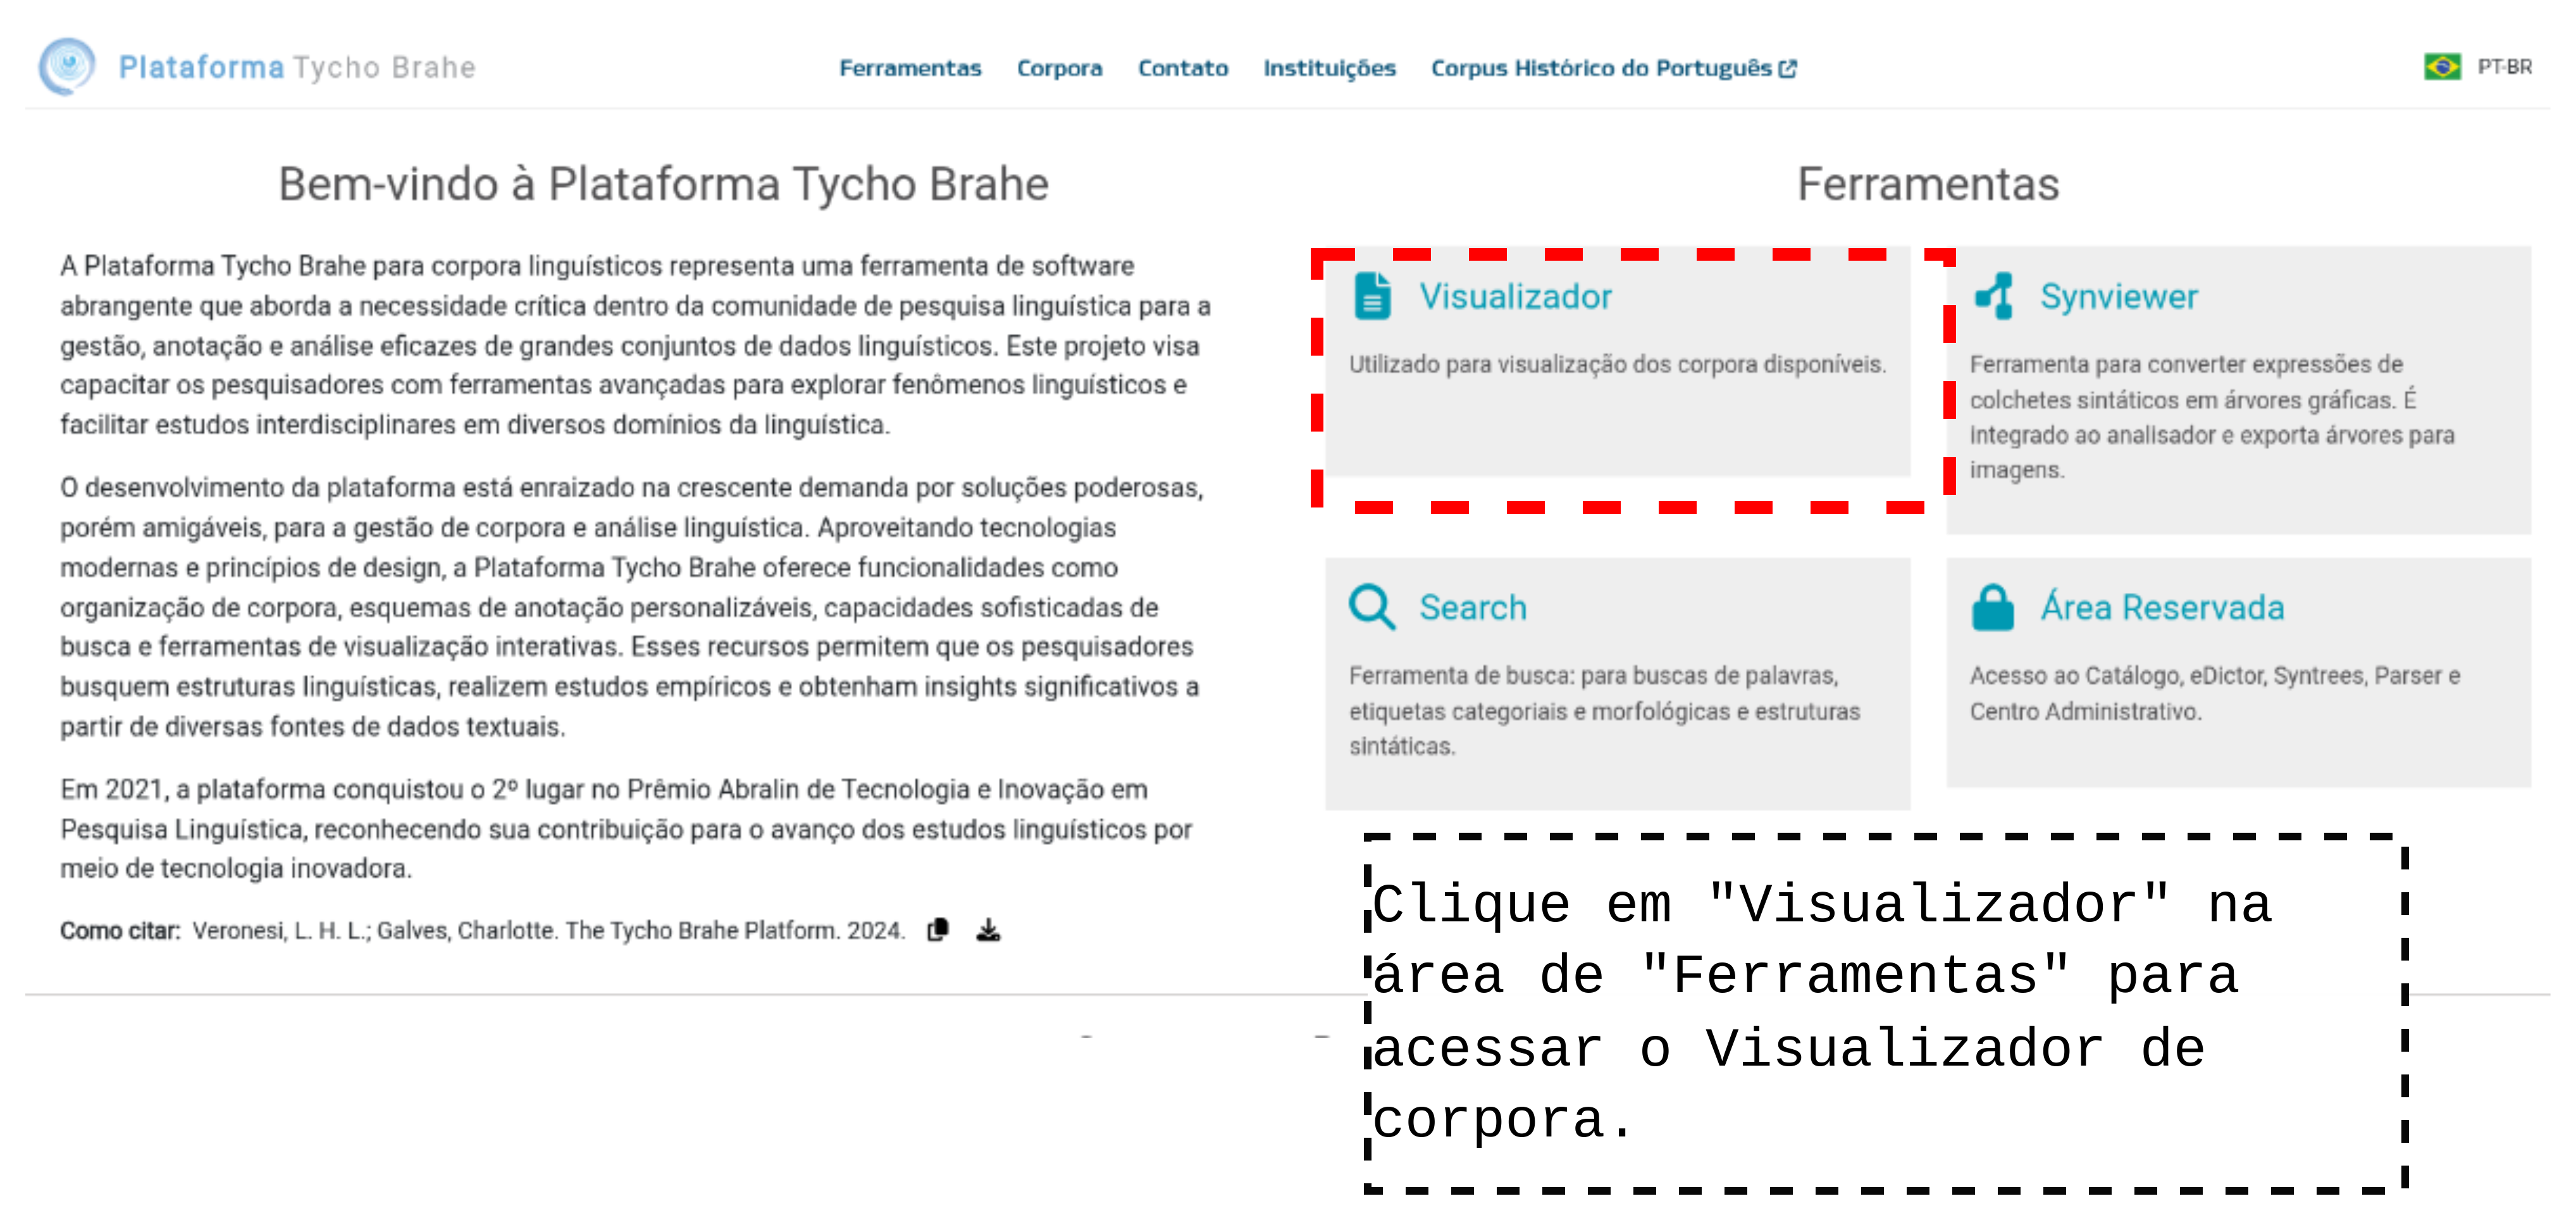 Plataforma Tycho Brahe
Ferramentas Corpora Contato Instituições Corpus Histórico do Português
PT-BR
Bem-vindo à Plataforma Tycho Brahe
A Plataforma Tycho Brahe para corpora linguísticos representa uma ferramenta de software
abrangente que aborda a necessidade crítica dentro da comunidade de pesquisa linguística para a
gestão, anotação e análise eficazes de grandes conjuntos de dados linguísticos. Este projeto visa
capacitar os pesquisadores com ferramentas avançadas para explorar fenômenos linguísticos e
facilitar estudos interdisciplinares em diversos domínios da linguística.
O desenvolvimento da plataforma está enraizado na crescente demanda por soluções poderosas,
porém amigáveis, para a gestão de corpora e análise linguística. Aproveitando tecnologias
modernas e princípios de design, a Plataforma Tycho Brahe oferece funcionalidades como
organização de corpora, esquemas de anotação personalizáveis, capacidades sofisticadas de
busca e ferramentas de visualização interativas. Esses recursos permitem que os pesquisadores
busquem estruturas linguísticas, realizem estudos empíricos e obtenham insights significativos a
partir de diversas fontes de dados textuais.
Em 2021, a plataforma conquistou o 2º lugar no Prêmio Abralin de Tecnologia e Inovação em
Pesquisa Linguística, reconhecendo sua contribuição para o avanço dos estudos linguísticos por
meio de tecnologia inovadora.
Como citar: Veronesi, L. H. L.; Galves, Charlotte. The Tycho Brahe Platform. 2024.
Ferramentas
Visualizador
Utilizado para visualização dos corpora disponíveis.
Synviewer
Ferramenta para converter expressões de
colchetes sintáticos em árvores gráficas. É
integrado ao analisador e exporta árvores para
imagens.
Search
Ferramenta de busca: para buscas de palavras,
etiquetas categoriais e morfológicas e estruturas
sintáticas.
Área Reservada
Acesso ao Catálogo, eDictor, Syntrees, Parser e
Centro Administrativo.
Clique em "Visualizador" na
área de "Ferramentas" para
acessar o Visualizador de
corpora.